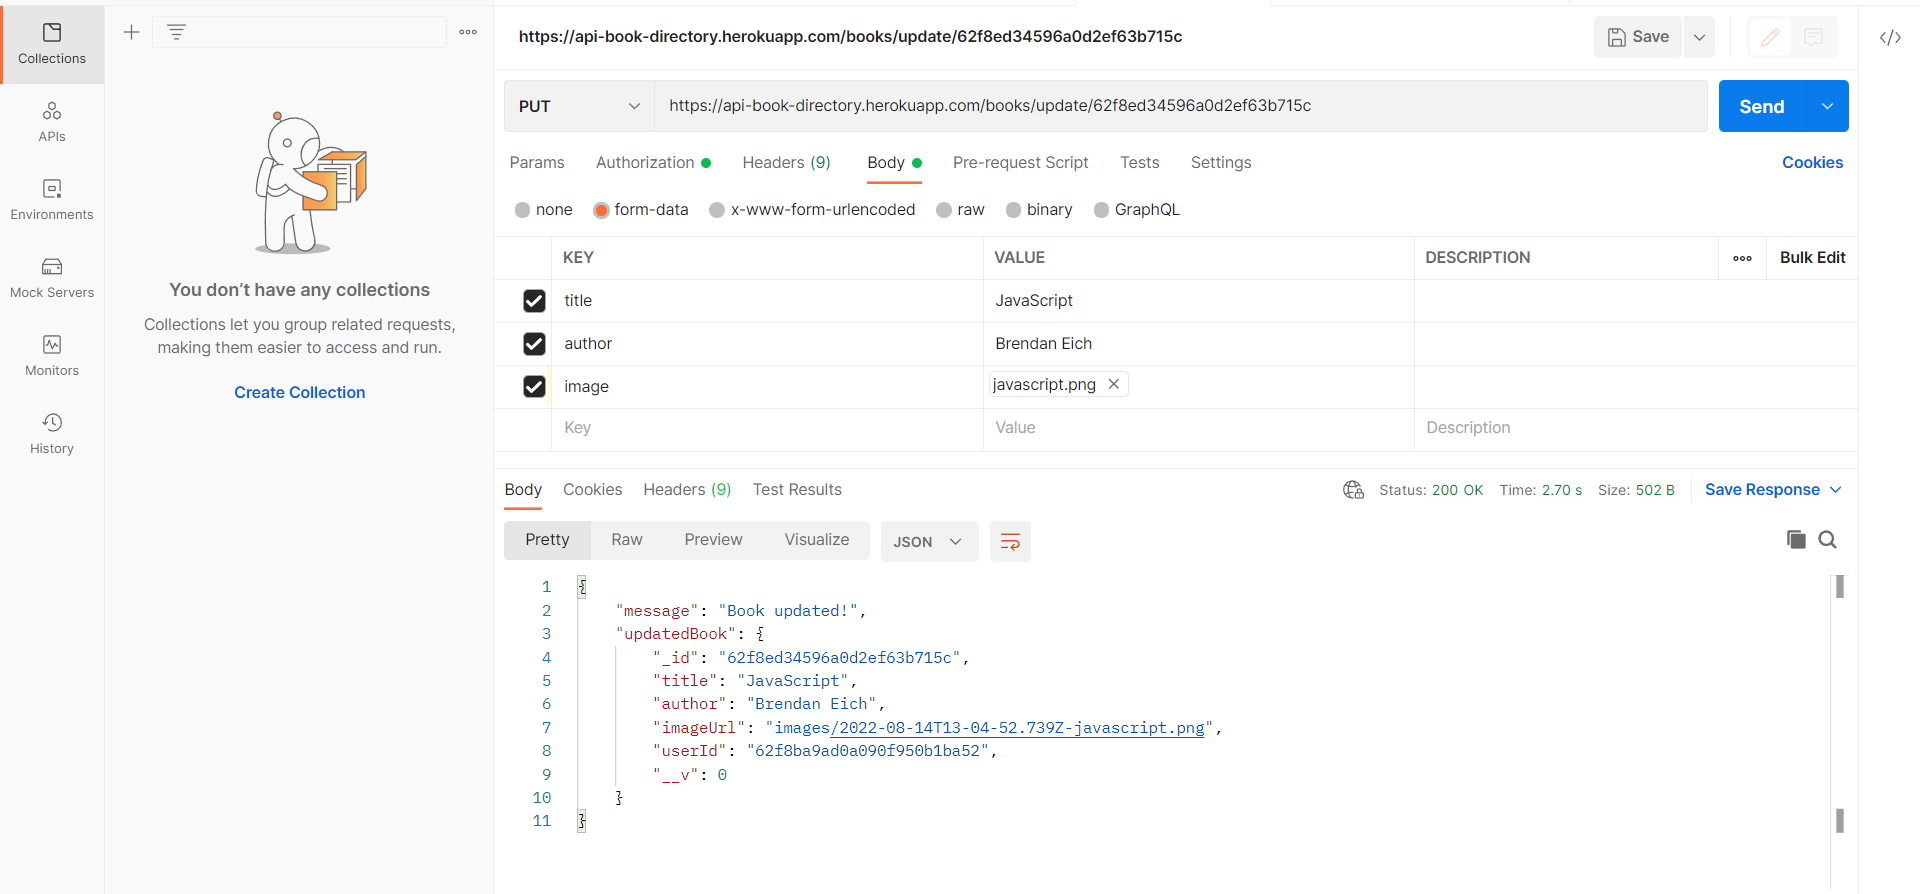 Collections
APIs
Environments
Mock Servers
Monitors
History
You don’t have any collections
Collections let you group related requests,
making them easier to access and run.
Create Collection
https://api-book-directory.herokuapp.com/books/update/62f8ed34596a0d2ef63b715c
Save
PUT https://api-book-directory.herokuapp.com/books/update/62f8ed34596a0d2ef63b715c Send
Params Authorization Headers (9) Body Pre-request Script Tests Settings Cookies
none form-data x-www-form-urlencoded raw binary GraphQL
KEY VALUE DESCRIPTION Bulk Edit
title JavaScript
author Brendan Eich
image javascript.png
Key Value Description
Body Cookies Headers (9) Test Results Status: 200 OK Time: 2.70 s Size: 502 B Save Response
Pretty Raw Preview Visualize JSON
1 {
2 "message": "Book updated!",
3 "updatedBook": {
4 "_id": "62f8ed34596a0d2ef63b715c",
5 "title": "JavaScript",
6 "author": "Brendan Eich",
7 "imageUrl": "images/2022-08-14T13-04-52.739Z-javascript.png",
8 "userId": "62f8ba9ad0a090f950b1ba52",
9 "__v": 0
10 }
11 }